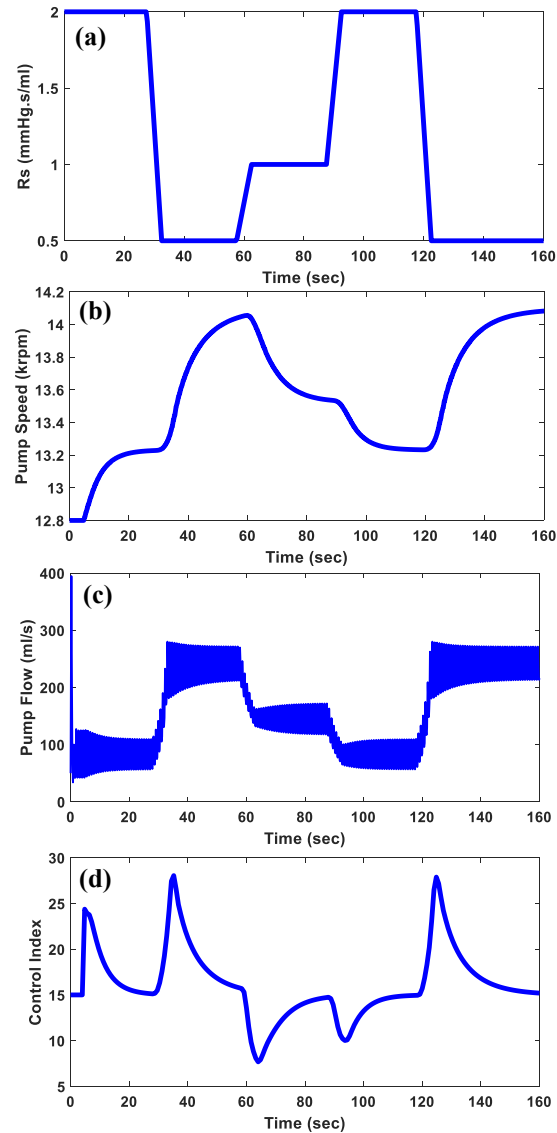 (a)
Rs (mmHg.s/ml)
2
1.5
1
0.5
0 20 40 60 80 100 120 140 160
Time (sec)
(b)
Pump Speed (krpm)
14.2
14
13.6
13.2
13
12.8
0 20 40 60 80 100 120 140 160
Time (sec)
(c)
Pump Flow (ml/s)
400
300
200
100
0
0 20 40 60 80 100 120 140 160
Time (sec)
(d)
Control Index
30
25
20
15
10
5
0 20 40 60 80 100 120 140 160
Time (sec)